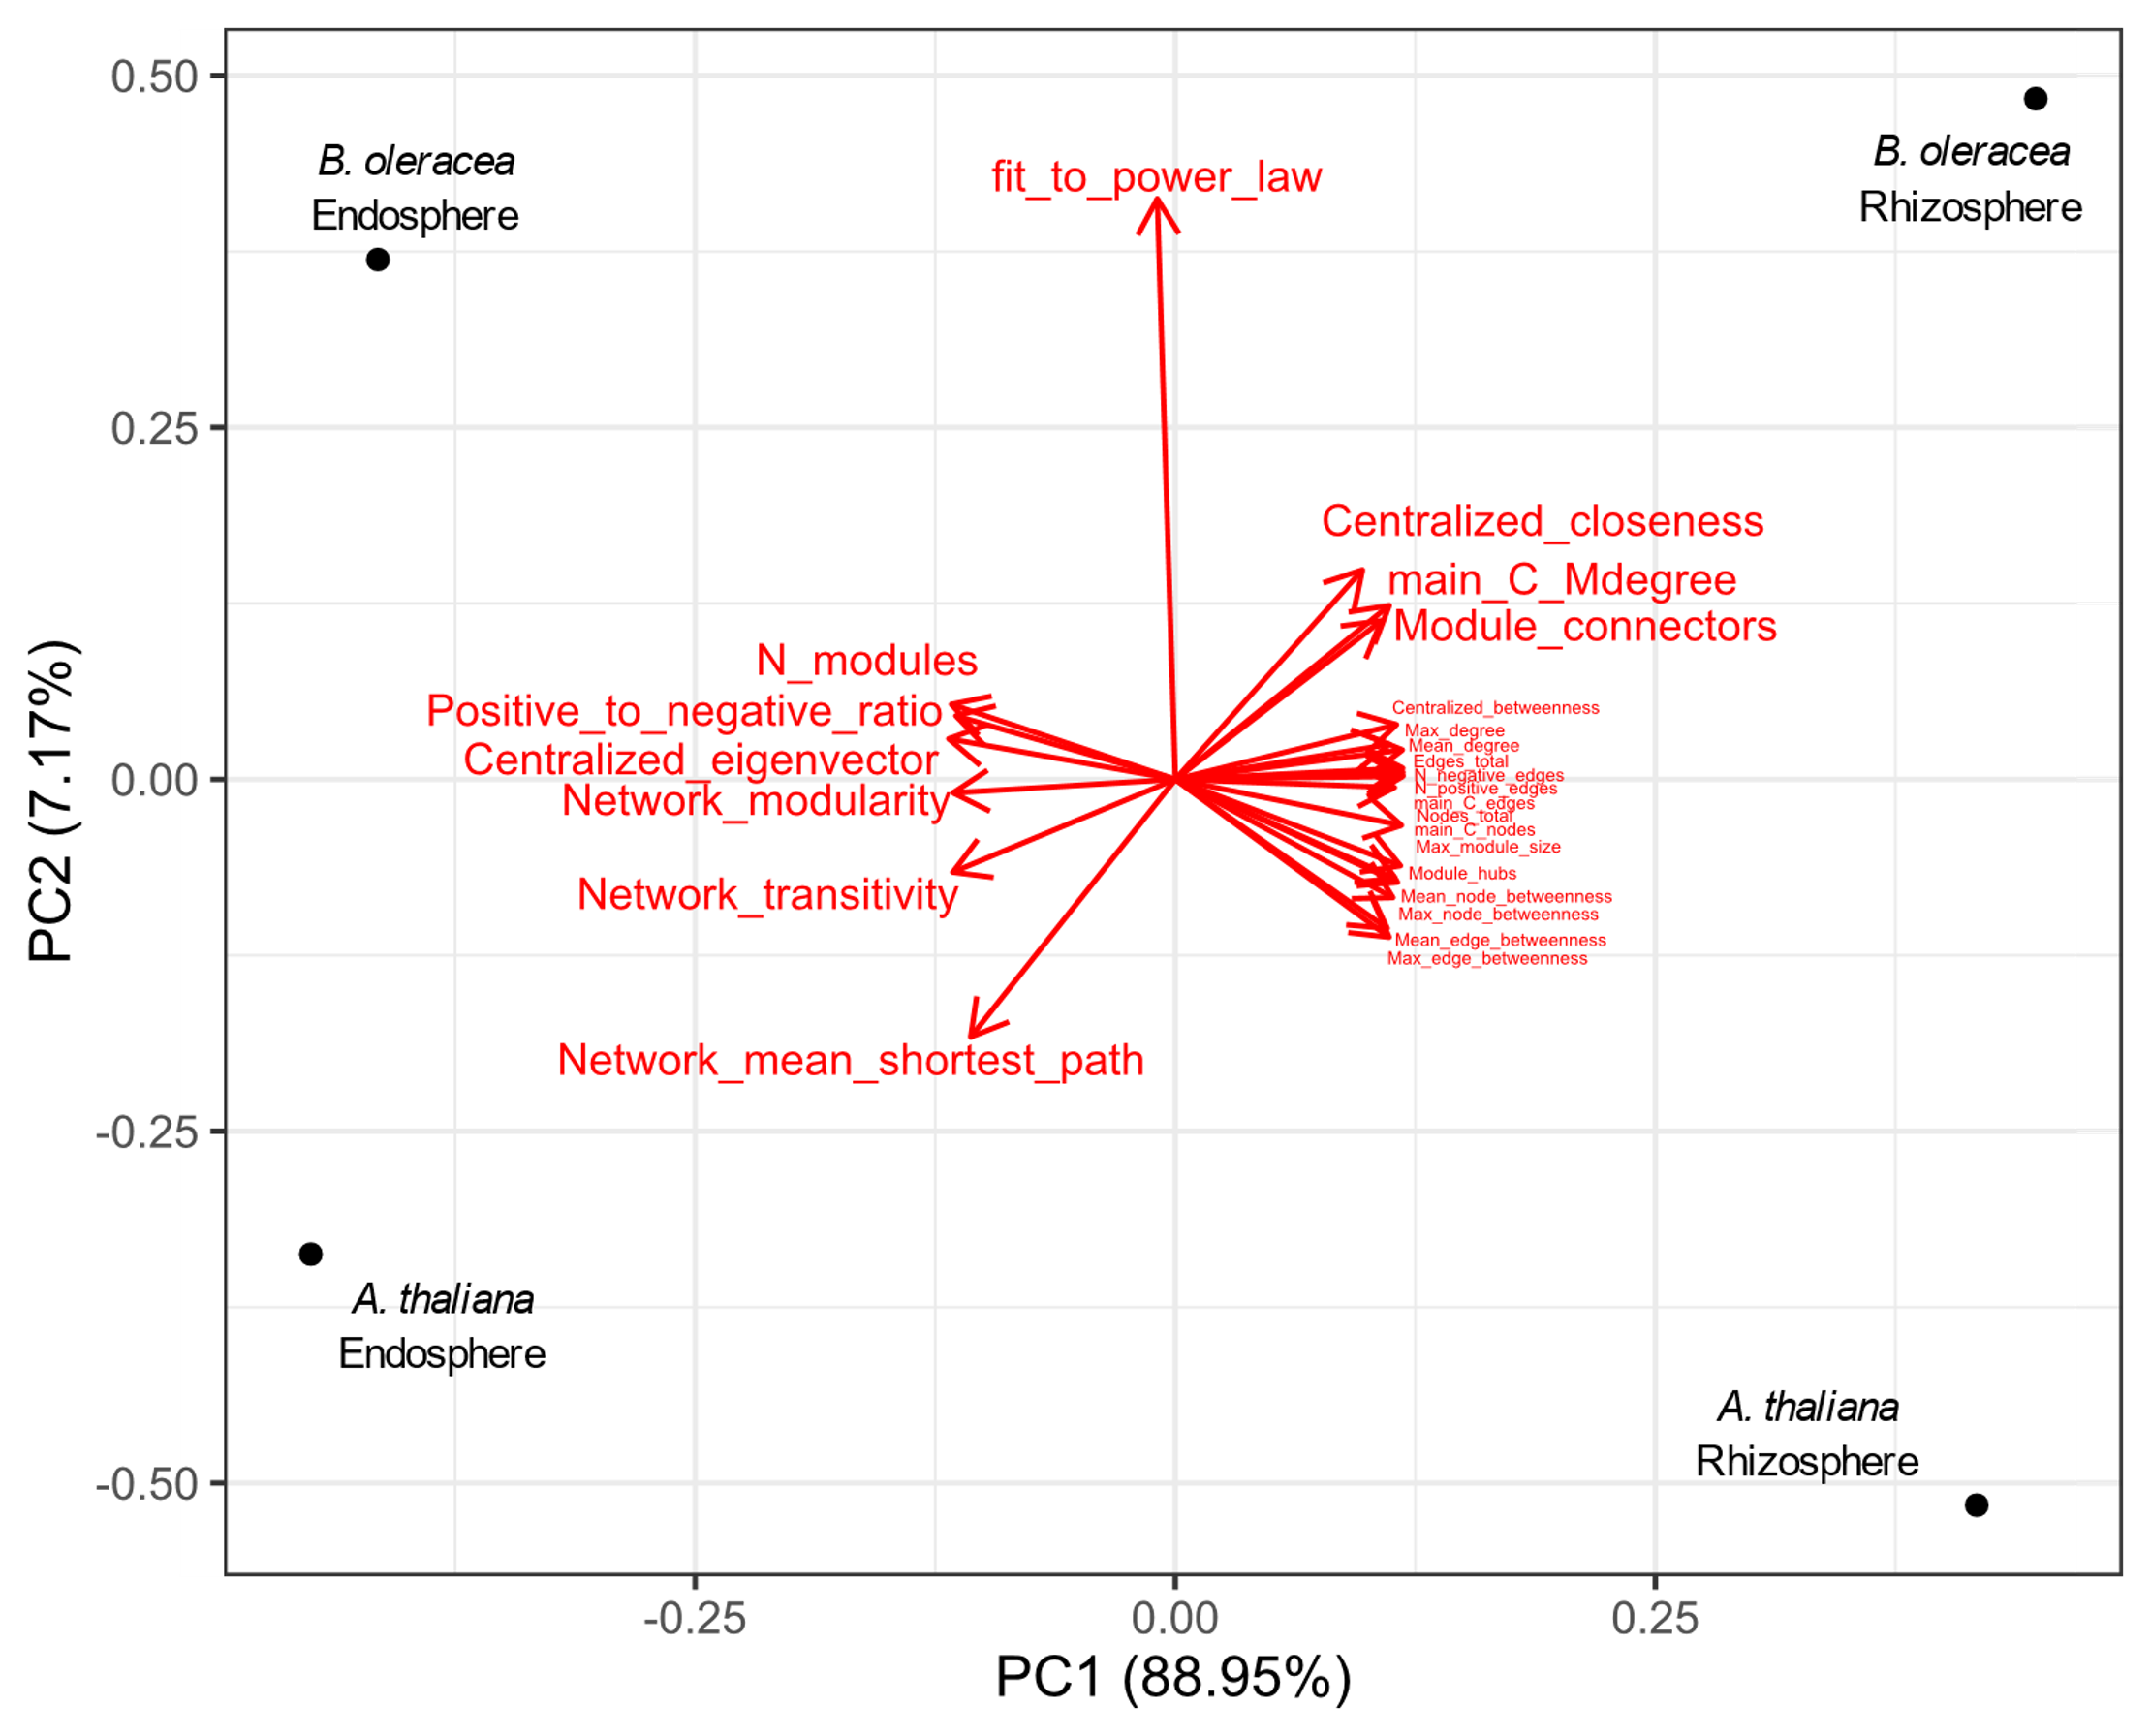 0.50
0.25
0.00
-0.25
-0.50
PC2 (7.17%)
B. oleracea
Endosphere
B. oleracea
Rhizosphere
fit_to_power_law
Centralized_closeness
main_C_Mdegree
Module_connectors
N_modules
Positive_to_negative_ratio
Centralized_eigenvector
Network_modularity
Network_transitivity
Network_mean_shortest_path
Centralized_betweenness
Max_degree
Mean_degree
Edges_total
N_negative_edges
N_positive_edges
main_C_edges
Nodes_total
main_C_nodes
Max_module_size
Module_hubs
Mean_node_betweenness
Max_node_betweenness
Mean_edge_betweenness
Max_edge_betweenness
A. thaliana
Endosphere
A. thaliana
Rhizosphere
-0.25
0.00
0.25
PC1 (88.95%)